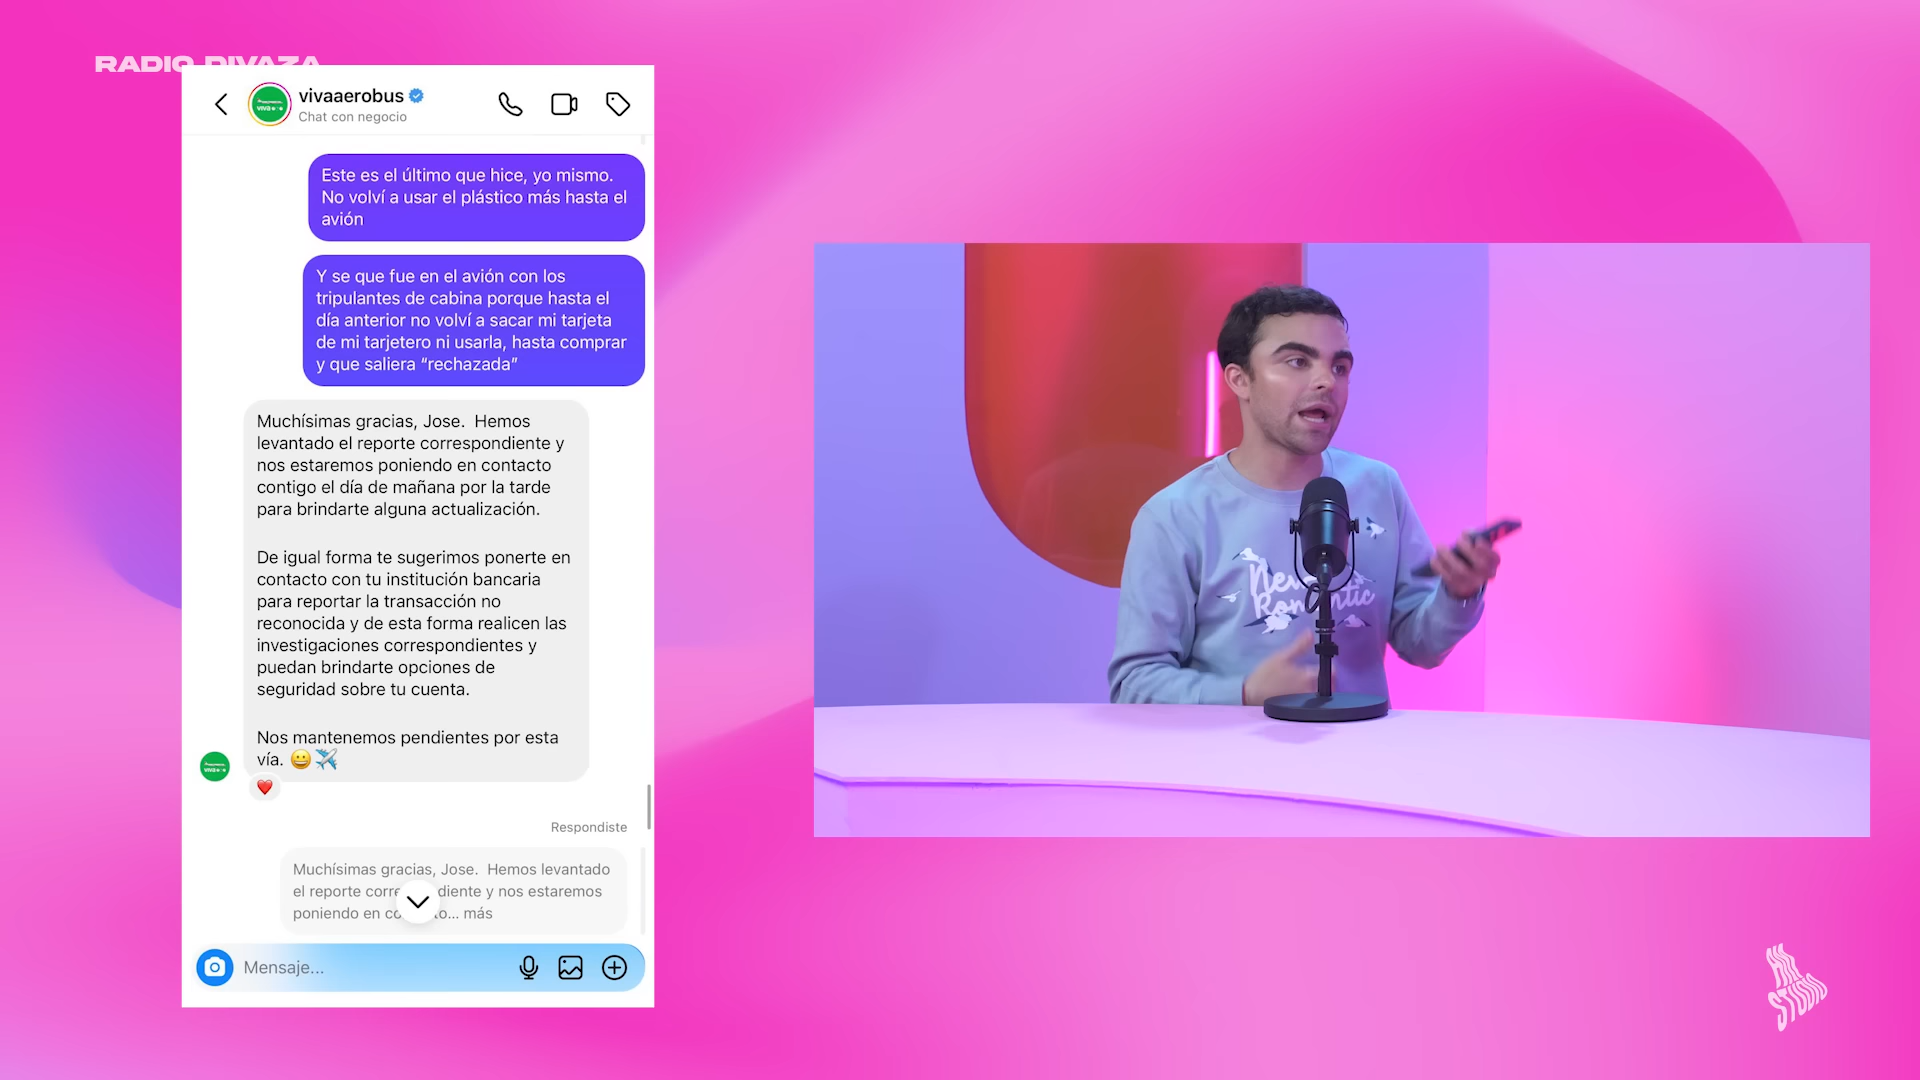 RADIO DIVAZA
vivaaerobus
Chat con negocio
Este es el último que hice, yo mismo.
No volví a usar el plástico más hasta el
avión
Y se que fue en el avión con los
tripulantes de cabina porque hasta el
día anterior no volví a sacar mi tarjeta
de mi tarjetero ni usarla, hasta comprar
y que saliera “rechazada”
Muchísimas gracias, Jose. Hemos
levantado el reporte correspondiente y
nos estaremos poniendo en contacto
contigo el día de mañana por la tarde
para brindarte alguna actualización.
De igual forma te sugerimos ponerte en
contacto con tu institución bancaria
para reportar la transacción no
reconocida y de esta forma realicen las
investigaciones correspondientes y
puedan brindarte opciones de
seguridad sobre tu cuenta.
Nos mantenemos pendientes por esta
vía. 😀✈️
viva
Respondiste
Muchísimas gracias, Jose. Hemos levantado
el reporte corre diente y nos estaremos
poniendo en co to... más
Mensaje...
Never
Romantic
STUDIO